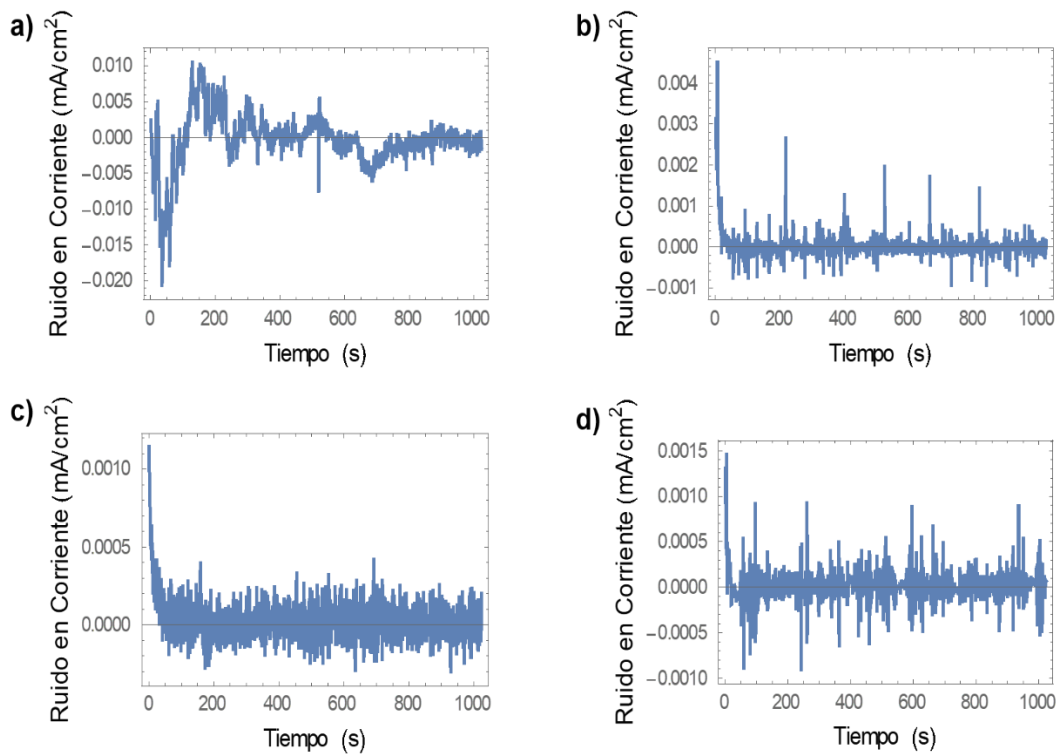 a)
Ruido en Corriente (mA/cm²)
0.010
0.005
0.000
−0.005
−0.010
−0.015
−0.020
0 200 400 600 800 1000
Tiempo (s)
b)
Ruido en Corriente (mA/cm²)
0.004
0.003
0.002
0.001
0.000
−0.001
0 200 400 600 800 1000
Tiempo (s)
c)
Ruido en Corriente (mA/cm²)
0.0010
0.0005
0.0000
0 200 400 600 800 1000
Tiempo (s)
d)
Ruido en Corriente (mA/cm²)
0.0015
0.0010
0.0005
0.0000
−0.0005
−0.0010
0 200 400 600 800 1000
Tiempo (s)